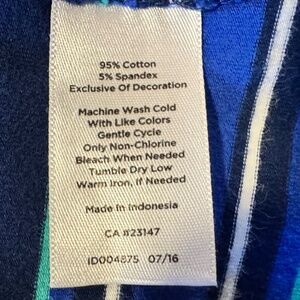 95% Cotton
5% Spandex
Exclusive Of Decoration
Machine Wash Cold
With Like Colors
Gentle Cycle
Only Non-Chlorine
Bleach When Needed
Tumble Dry Low
Warm Iron, If Needed
Made In Indonesia
CA #23147
ID004875 07/16